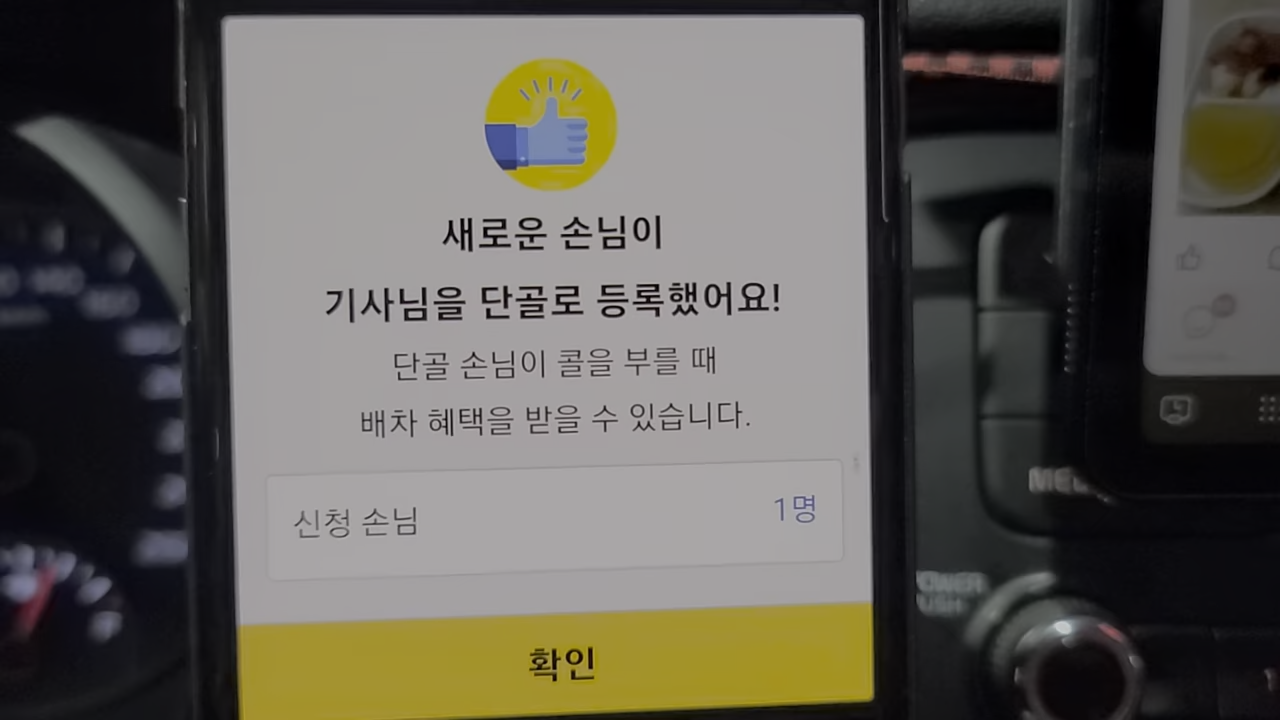 새로운 손님이
기사님을 단골로 등록했어요!
단골 손님이 콜을 부를 때
배차 혜택을 받을 수 있습니다.
신청 손님 1명
확인
POWER
PUSH